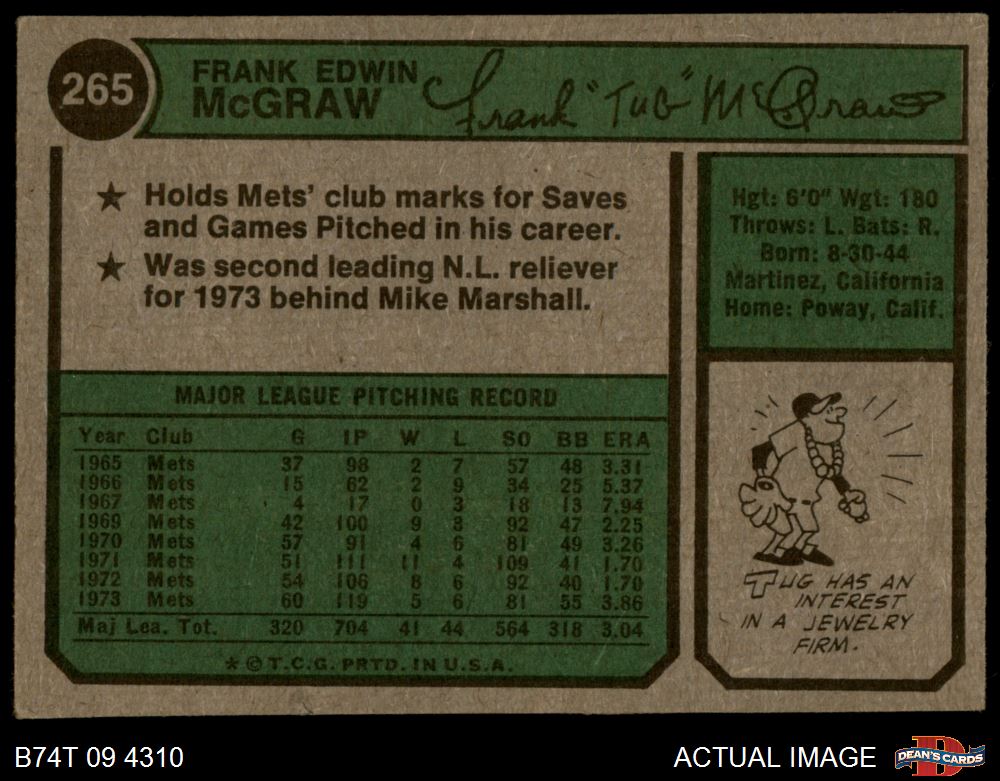 265
FRANK EDWIN
McGRAW
Frank "Tug" McGraw
★ Holds Mets' club marks for Saves
and Games Pitched in his career.
★ Was second leading N.L. reliever
for 1973 behind Mike Marshall.
Hgt: 6'0" Wgt: 180
Throws: L. Bats: R.
Born: 8-30-44
Martinez, California
Home: Poway, Calif.
MAJOR LEAGUE PITCHING RECORD
Year Club G IP W L SO BB ERA
1965 Mets 37 98 2 7 57 48 3.31
1966 Mets 15 62 2 9 34 25 5.37
1967 Mets 4 17 0 3 18 13 7.94
1969 Mets 42 100 9 3 92 47 2.25
1970 Mets 57 91 4 6 81 49 3.26
1971 Mets 51 111 11 4 109 41 1.70
1972 Mets 54 106 8 6 92 40 1.70
1973 Mets 60 119 5 6 81 55 3.86
Maj Lea. Tot. 320 704 41 44 564 318 3.04
* © T.C.G. PRTD. IN U.S.A.
TUG HAS AN
INTEREST
IN A JEWELRY
FIRM.
B74T 09 4310
ACTUAL IMAGE
DEAN'S CARDS